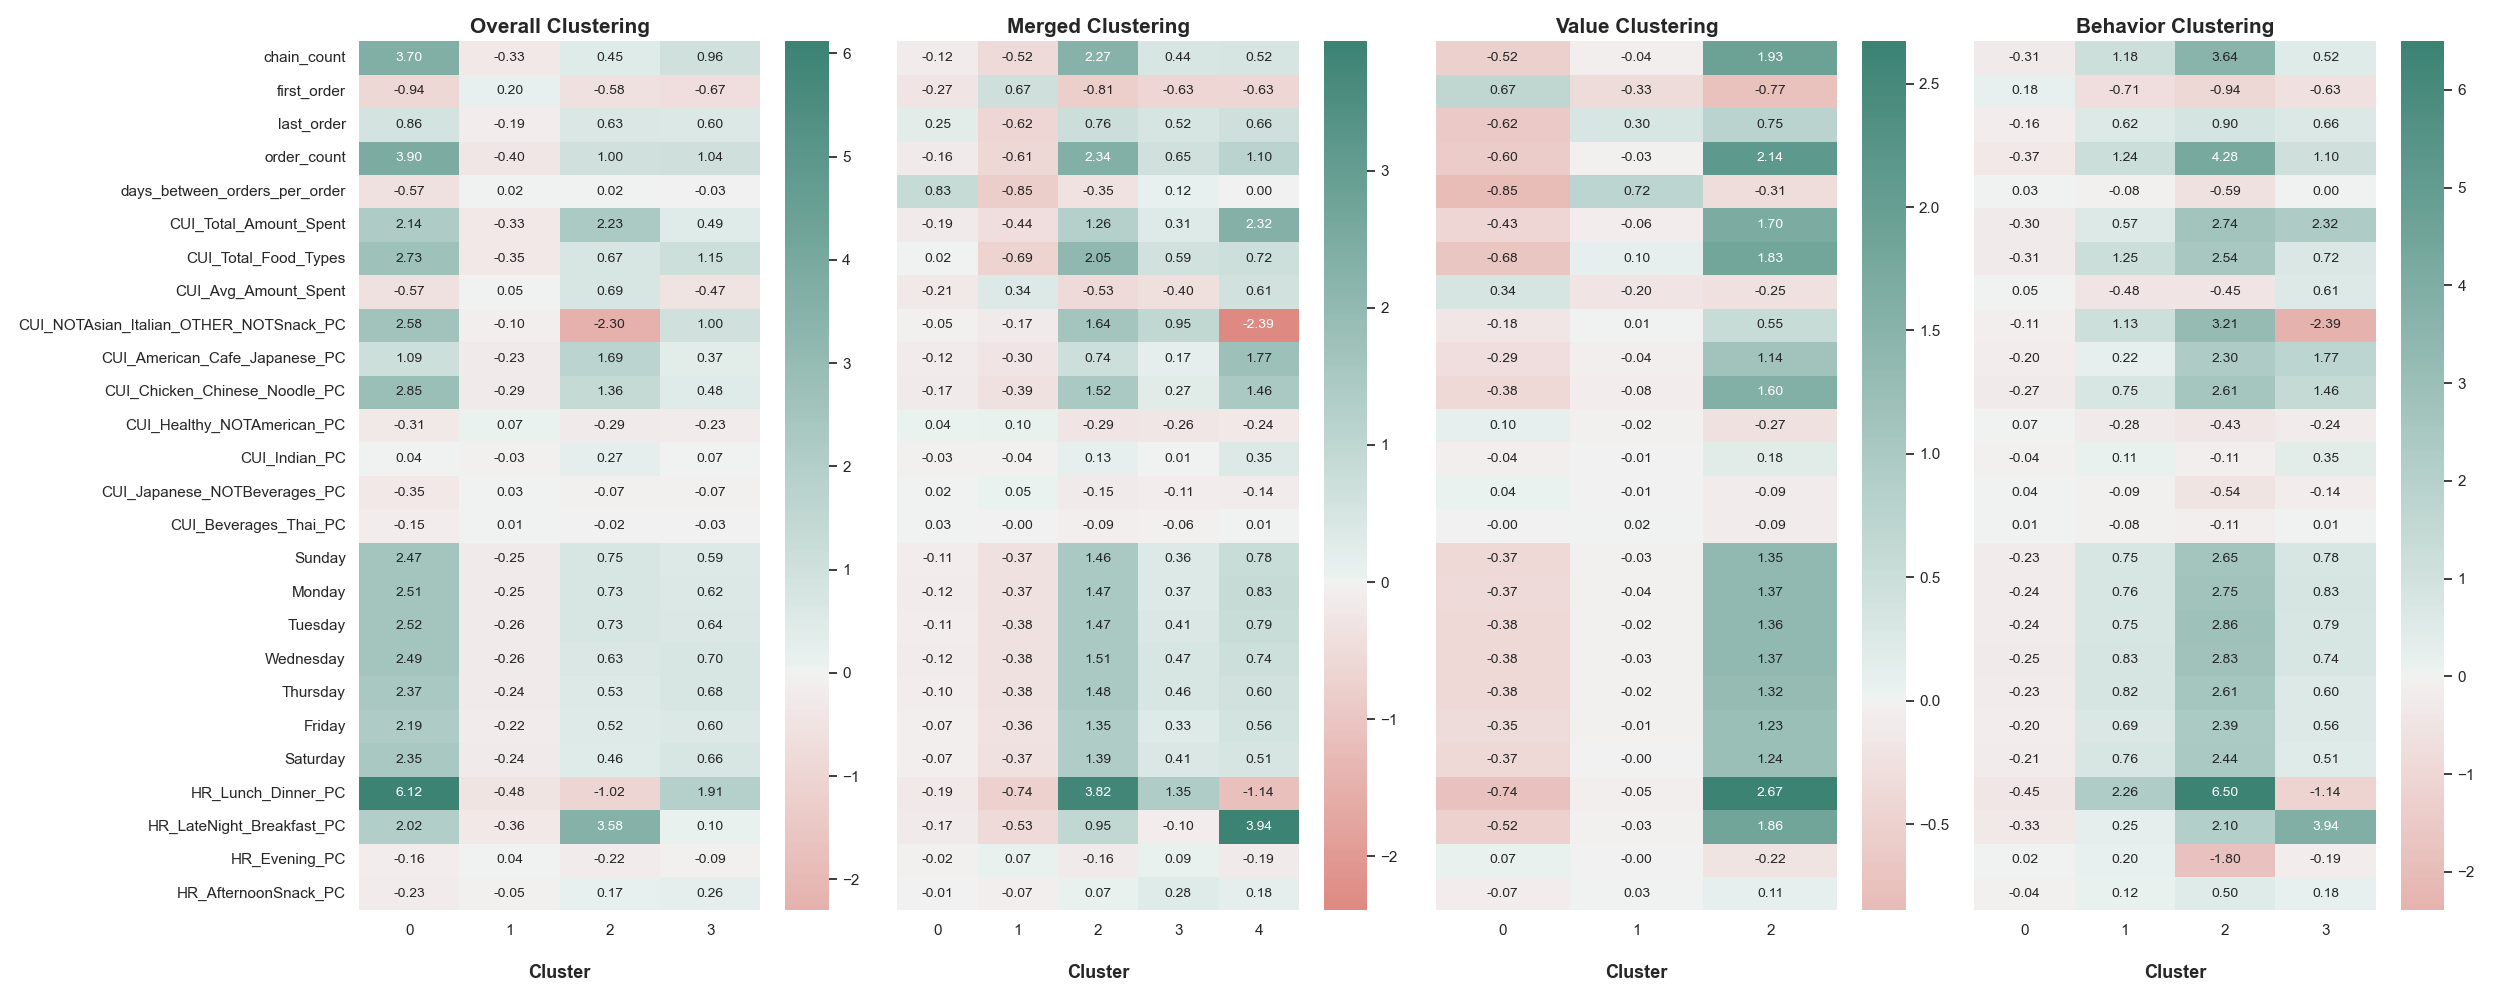 Overall Clustering Merged Clustering Value Clustering Behavior Clustering
chain_count 3.70 -0.33 0.45 0.96 -0.12 -0.52 2.27 0.44 0.52 -0.52 -0.04 1.93 -0.31 1.18 3.64 0.52
first_order -0.94 0.20 -0.58 -0.67 -0.27 0.67 -0.81 -0.63 -0.63 0.67 -0.33 -0.77 0.18 -0.71 -0.94 -0.63
last_order 0.86 -0.19 0.63 0.60 0.25 -0.62 0.76 0.52 0.66 -0.62 0.30 0.75 -0.16 0.62 0.90 0.66
order_count 3.90 -0.40 1.00 1.04 -0.16 -0.61 2.34 0.65 1.10 -0.60 -0.03 2.14 -0.37 1.24 4.28 1.10
days_between_orders_per_order -0.57 0.02 0.02 -0.03 0.83 -0.85 -0.35 0.12 0.00 -0.85 0.72 -0.31 0.03 -0.08 -0.59 0.00
CUI_Total_Amount_Spent 2.14 -0.33 2.23 0.49 -0.19 -0.44 1.26 0.31 2.32 -0.43 -0.06 1.70 -0.30 0.57 2.74 2.32
CUI_Total_Food_Types 2.73 -0.35 0.67 1.15 0.02 -0.69 2.05 0.59 0.72 -0.68 0.10 1.83 -0.31 1.25 2.54 0.72
CUI_Avg_Amount_Spent -0.57 0.05 0.69 -0.47 -0.21 0.34 -0.53 -0.40 0.61 0.34 -0.20 -0.25 0.05 -0.48 -0.45 0.61
CUI_NOTAsian_Italian_OTHER_NOTSnack_PC 2.58 -0.10 -2.30 1.00 -0.05 -0.17 1.64 0.95 -2.39 -0.18 0.01 0.55 -0.11 1.13 3.21 -2.39
CUI_American_Cafe_Japanese_PC 1.09 -0.23 1.69 0.37 -0.12 -0.30 0.74 0.17 1.77 -0.29 -0.04 1.14 -0.20 0.22 2.30 1.77
CUI_Chicken_Chinese_Noodle_PC 2.85 -0.29 1.36 0.48 -0.17 -0.39 1.52 0.27 1.46 -0.38 -0.08 1.60 -0.27 0.75 2.61 1.46
CUI_Healthy_NOTAmerican_PC -0.31 0.07 -0.29 -0.23 0.04 0.10 -0.29 -0.26 -0.24 0.10 -0.02 -0.27 0.07 -0.28 -0.43 -0.24
CUI_Indian_PC 0.04 -0.03 0.27 0.07 -0.03 -0.04 0.13 0.01 0.35 -0.04 -0.01 0.18 -0.04 0.11 -0.11 0.35
CUI_Japanese_NOTBeverages_PC -0.35 0.03 -0.07 -0.07 0.02 0.05 -0.15 -0.11 -0.14 0.04 -0.01 -0.09 0.04 -0.09 -0.54 -0.14
CUI_Beverages_Thai_PC -0.15 0.01 -0.02 -0.03 0.03 -0.00 -0.09 -0.06 0.01 -0.00 0.02 -0.09 0.01 -0.08 -0.11 0.01
Sunday 2.47 -0.25 0.75 0.59 -0.11 -0.37 1.46 0.36 0.78 -0.37 -0.03 1.35 -0.23 0.75 2.65 0.78
Monday 2.51 -0.25 0.73 0.62 -0.12 -0.37 1.47 0.37 0.83 -0.37 -0.04 1.37 -0.24 0.76 2.75 0.83
Tuesday 2.52 -0.26 0.73 0.64 -0.11 -0.38 1.47 0.41 0.79 -0.38 -0.02 1.36 -0.24 0.75 2.86 0.79
Wednesday 2.49 -0.26 0.63 0.70 -0.12 -0.38 1.51 0.47 0.74 -0.38 -0.03 1.37 -0.25 0.83 2.83 0.74
Thursday 2.37 -0.24 0.53 0.68 -0.10 -0.38 1.48 0.46 0.60 -0.38 -0.02 1.32 -0.23 0.82 2.61 0.60
Friday 2.19 -0.22 0.52 0.60 -0.07 -0.36 1.35 0.33 0.56 -0.35 -0.01 1.23 -0.20 0.69 2.39 0.56
Saturday 2.35 -0.24 0.46 0.66 -0.07 -0.37 1.39 0.41 0.51 -0.37 -0.00 1.24 -0.21 0.76 2.44 0.51
HR_Lunch_Dinner_PC 6.12 -0.48 -1.02 1.91 -0.19 -0.74 3.82 1.35 -1.14 -0.74 -0.05 2.67 -0.45 2.26 6.50 -1.14
HR_LateNight_Breakfast_PC 2.02 -0.36 3.58 0.10 -0.17 -0.53 0.95 -0.10 3.94 -0.52 -0.03 1.86 -0.33 0.25 2.10 3.94
HR_Evening_PC -0.16 0.04 -0.22 -0.09 -0.02 0.07 -0.16 0.09 -0.19 0.07 -0.00 -0.22 0.02 0.20 -1.80 -0.19
HR_AfternoonSnack_PC -0.23 -0.05 0.17 0.26 -0.01 -0.07 0.07 0.28 0.18 -0.07 0.03 0.11 -0.04 0.12 0.50 0.18
0 1 2 3 0 1 2 3 4 0 1 2 0 1 2 3
Cluster Cluster Cluster Cluster
6
5
4
3
2
1
0
−1
−2
3
2
1
0
−1
−2
2.5
2.0
1.5
1.0
0.5
0.0
−0.5
6
5
4
3
2
1
0
−1
−2